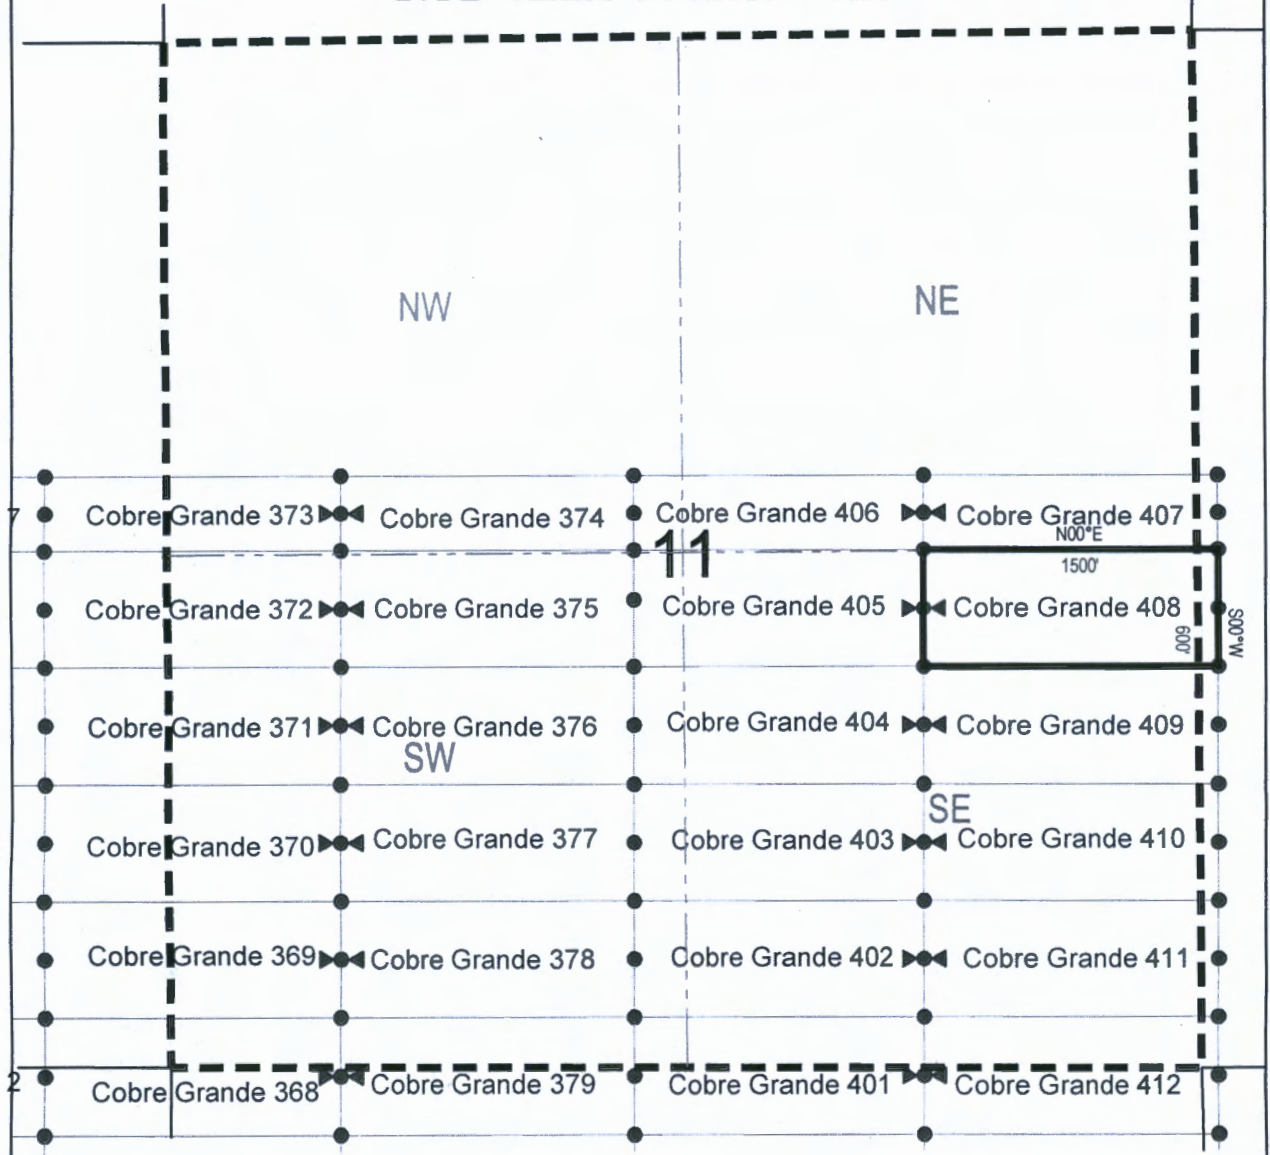 NW
NE
7
Cobre Grande 373
Cobre Grande 374
Cobre Grande 406
Cobre Grande 407
N00°E
11
1500'
Cobre Grande 372
Cobre Grande 375
Cobre Grande 405
Cobre Grande 408
600'
S00°W
Cobre Grande 371
Cobre Grande 376
Cobre Grande 404
Cobre Grande 409
SW
SE
Cobre Grande 370
Cobre Grande 377
Cobre Grande 403
Cobre Grande 410
Cobre Grande 369
Cobre Grande 378
Cobre Grande 402
Cobre Grande 411
2
Cobre Grande 368
Cobre Grande 379
Cobre Grande 401
Cobre Grande 412